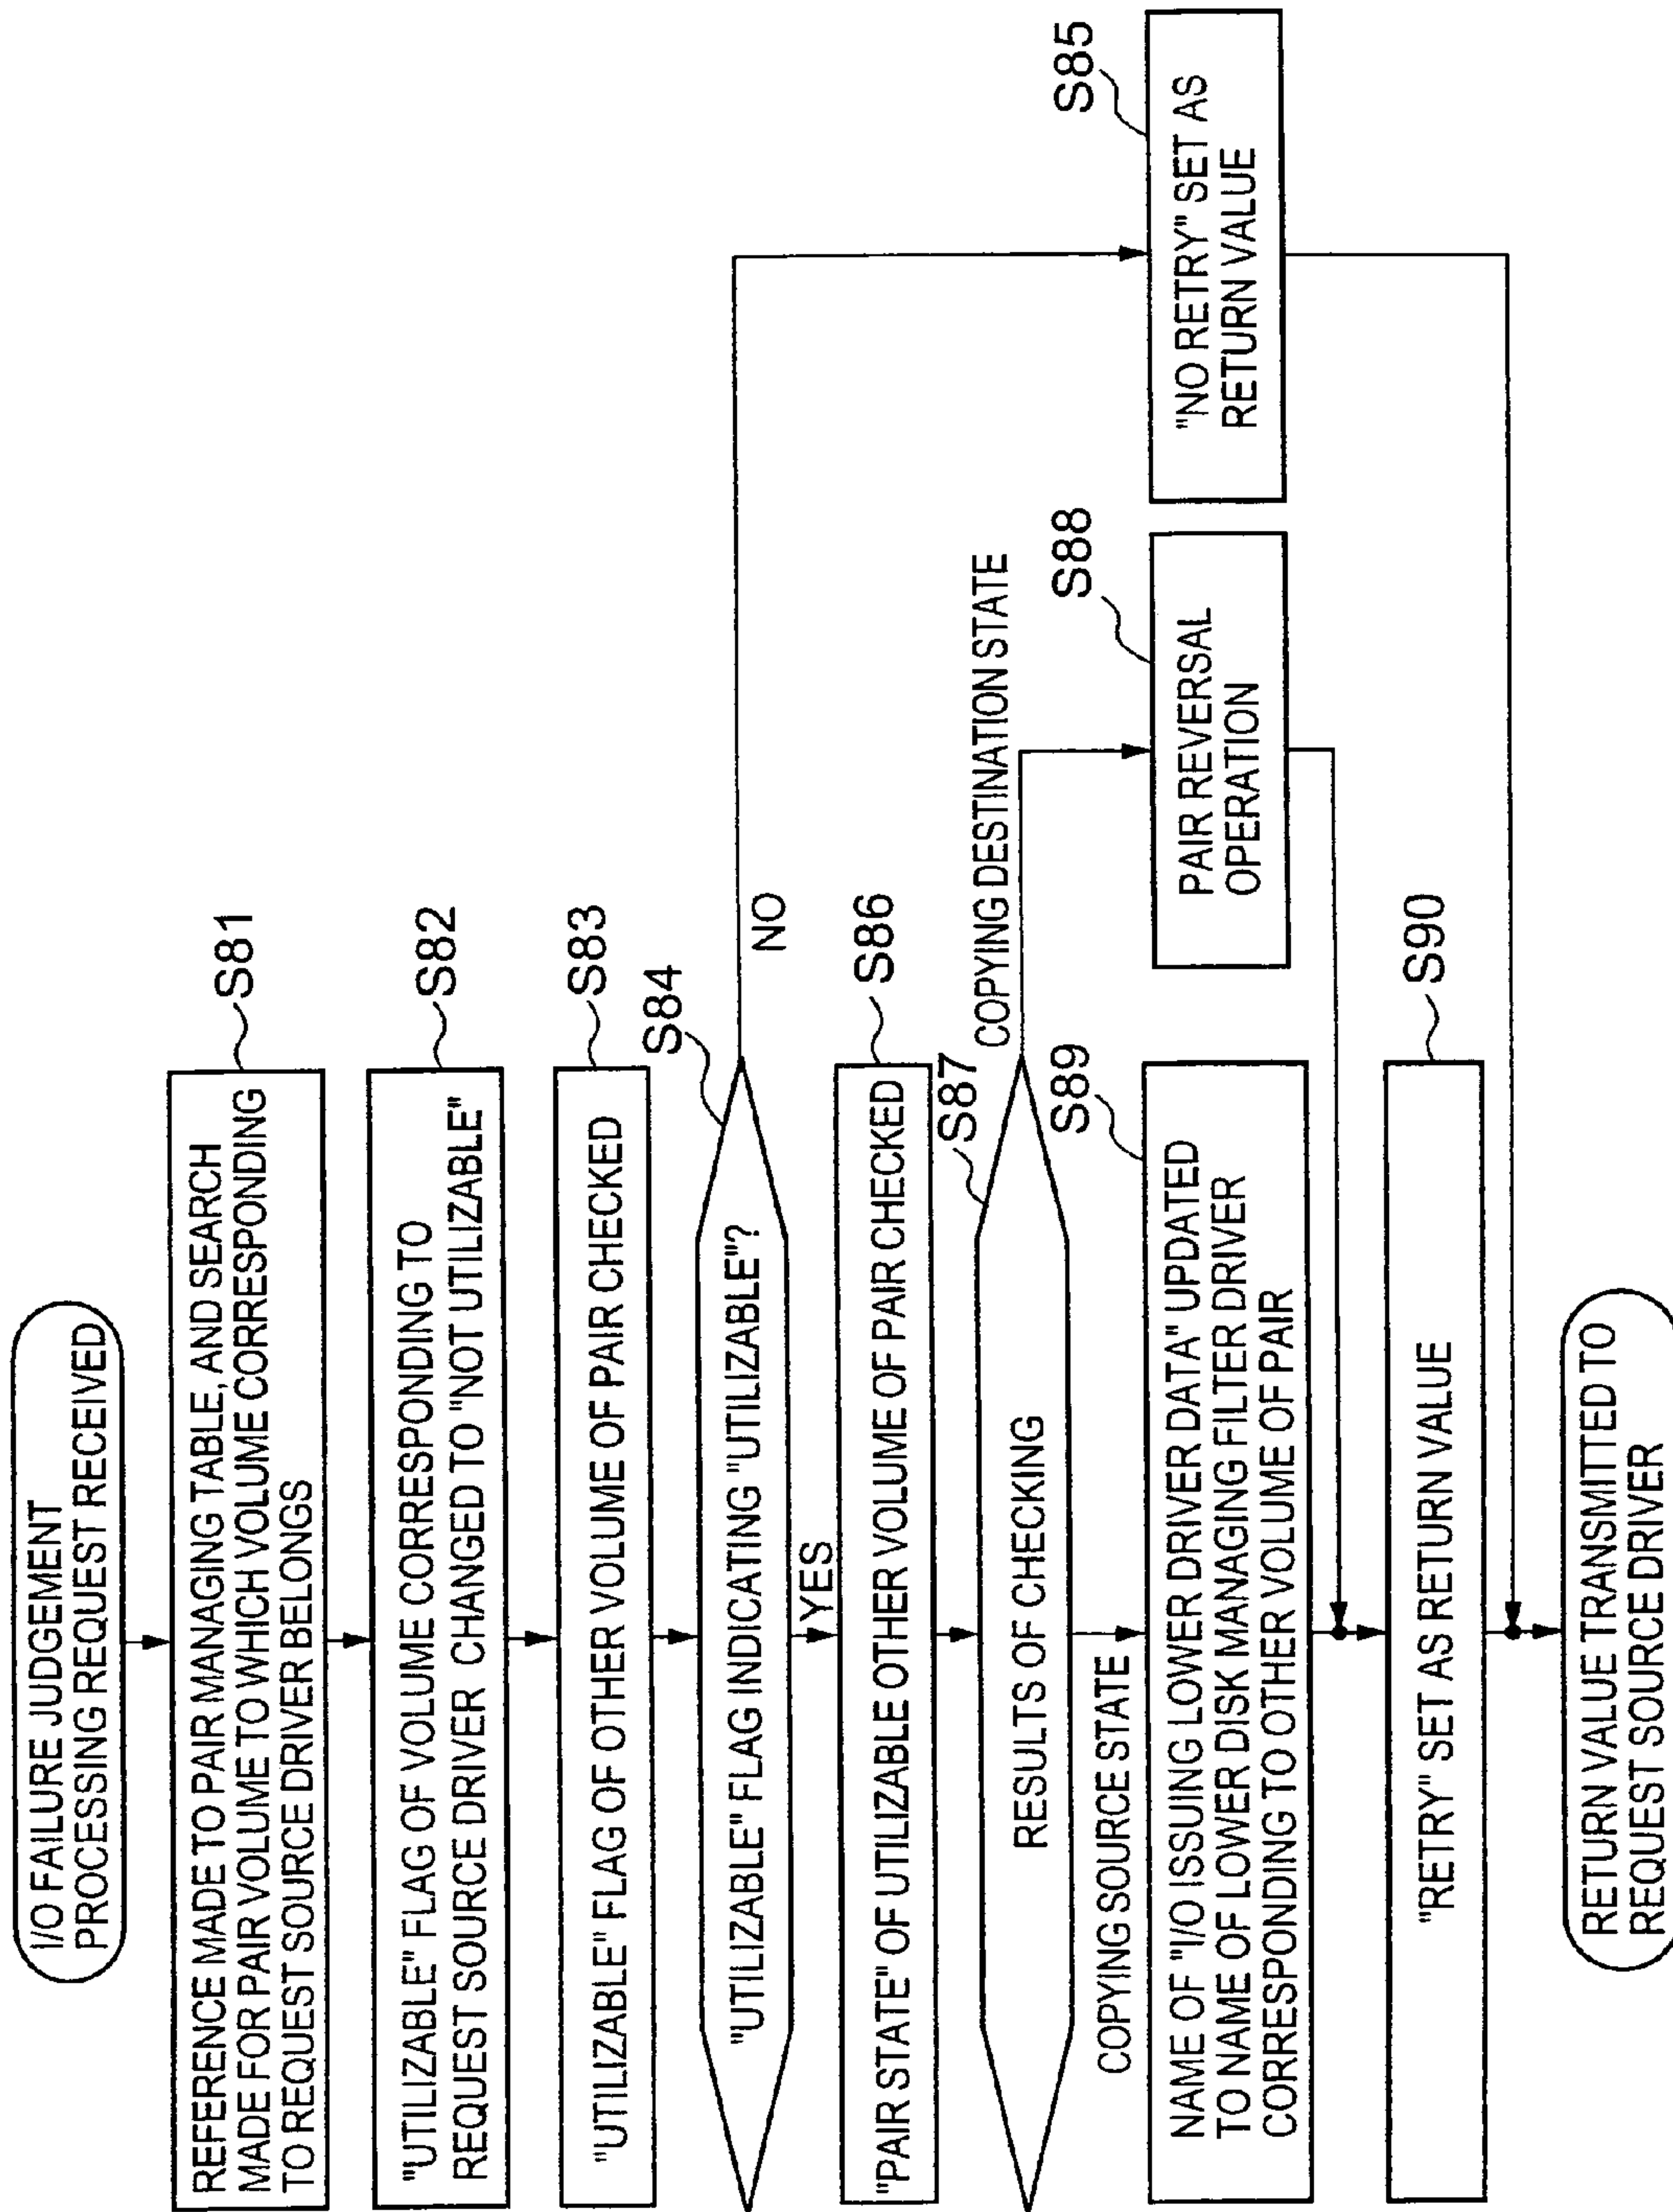 I/O FAILURE JUDGEMENT
PROCESSING REQUEST RECEIVED
REFERENCE MADE TO PAIR MANAGING TABLE, AND SEARCH
MADE FOR PAIR VOLUME TO WHICH VOLUME CORRESPONDING
TO REQUEST SOURCE DRIVER BELONGS
S81
"UTILIZABLE" FLAG OF VOLUME CORRESPONDING TO
REQUEST SOURCE DRIVER CHANGED TO "NOT UTILIZABLE"
S82
"UTILIZABLE" FLAG OF OTHER VOLUME OF PAIR CHECKED
S83
S84
"UTILIZABLE" FLAG INDICATING "UTILIZABLE"?
NO
YES
"PAIR STATE" OF UTILIZABLE OTHER VOLUME OF PAIR CHECKED
S86
S87
RESULTS OF CHECKING
COPYING DESTINATION STATE
COPYING SOURCE STATE
S89
NAME OF "I/O ISSUING LOWER DRIVER DATA" UPDATED
TO NAME OF LOWER DISK MANAGING FILTER DRIVER
CORRESPONDING TO OTHER VOLUME OF PAIR
S88
PAIR REVERSAL
OPERATION
S85
"NO RETRY" SET AS
RETURN VALUE
"RETRY" SET AS RETURN VALUE
S90
RETURN VALUE TRANSMITTED TO
REQUEST SOURCE DRIVER